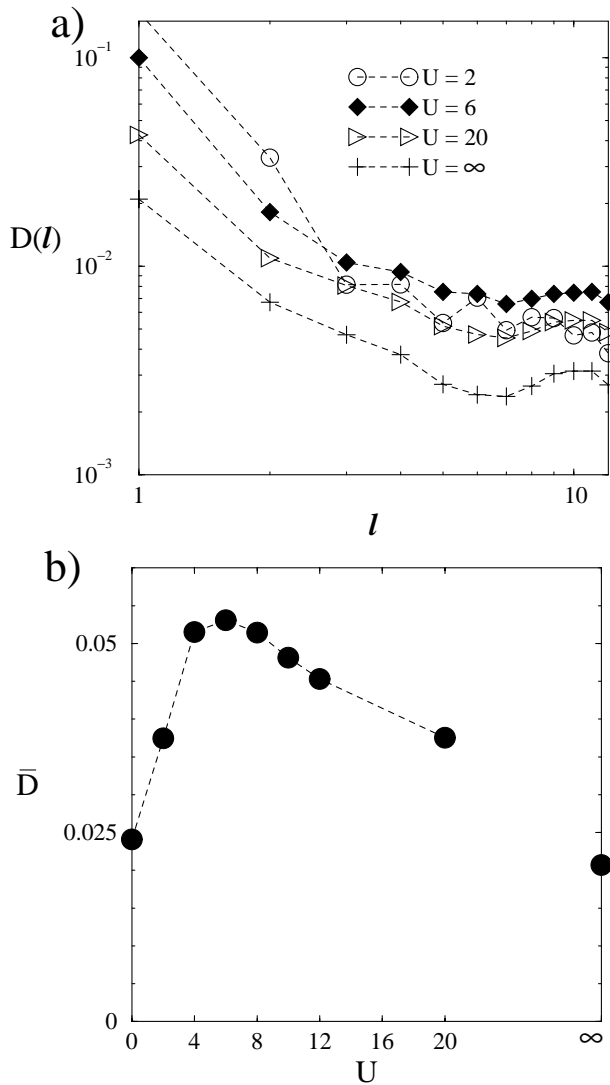 a)
10⁻¹
U = 2
U = 6
U = 20
U = ∞
D(l)
10⁻²
10⁻³
1
10
l
b)
0.05
D̅
0.025
0
0
4
8
12
16
20
∞
U